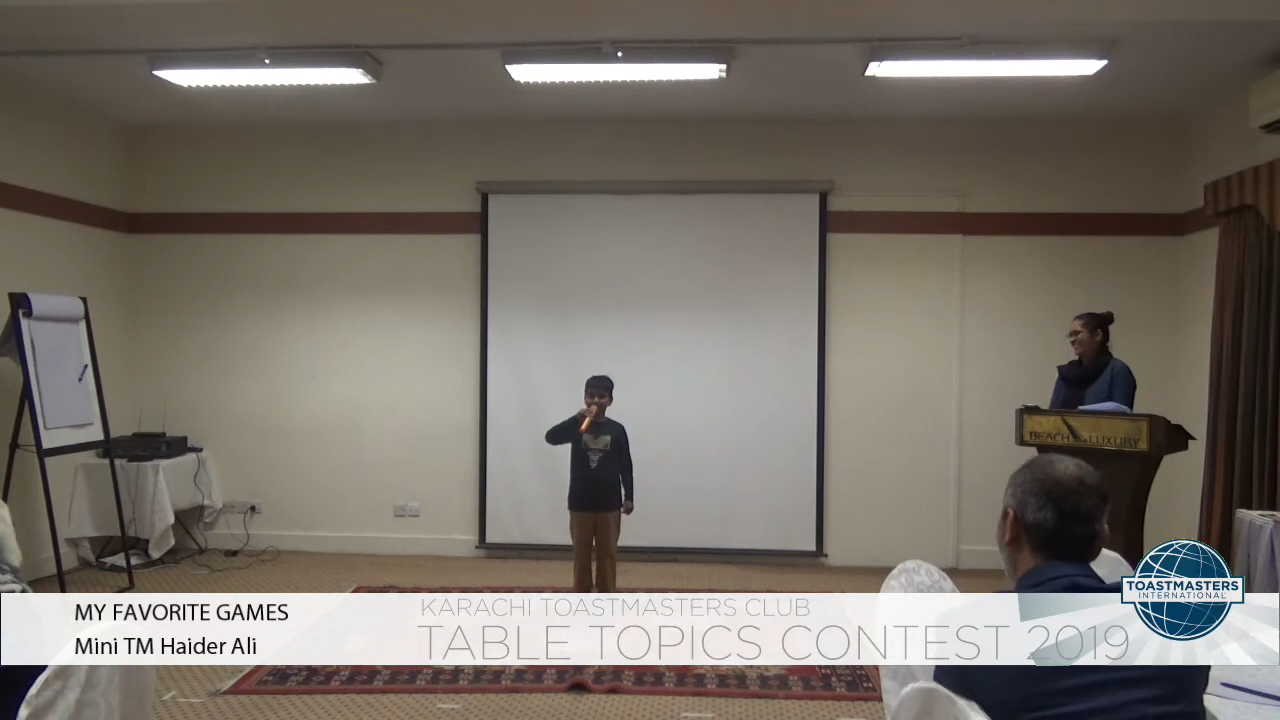 BEACH LUXURY
TOASTMASTERS
INTERNATIONAL
MY FAVORITE GAMES
Mini TM Haider Ali
KARACHI TOASTMASTERS CLUB
TABLE TOPICS CONTEST 2019